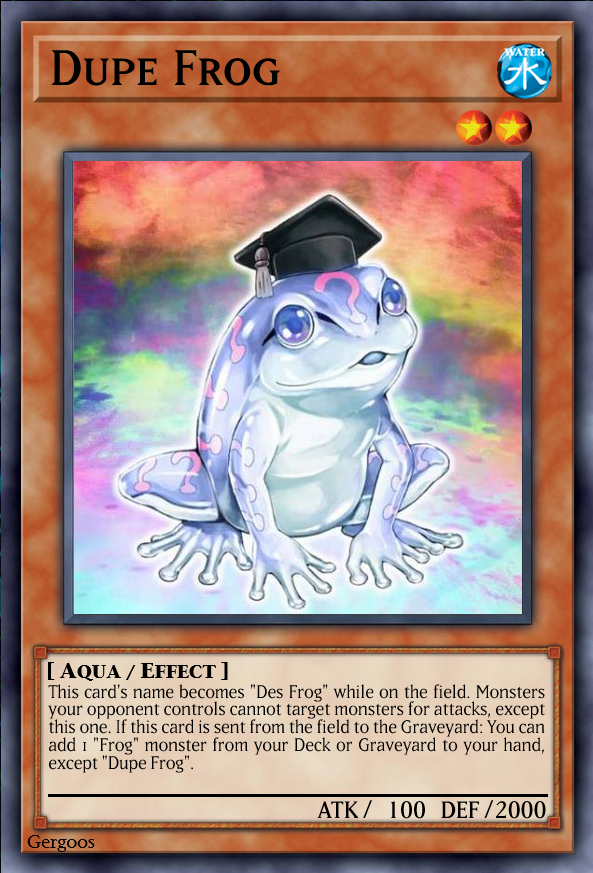 Dupe Frog
WATER
水
[ Aqua / Effect ]
This card's name becomes "Des Frog" while on the field. Monsters
your opponent controls cannot target monsters for attacks, except
this one. If this card is sent from the field to the Graveyard: You can
add 1 "Frog" monster from your Deck or Graveyard to your hand,
except "Dupe Frog".
ATK / 100 DEF /2000
Gergoos